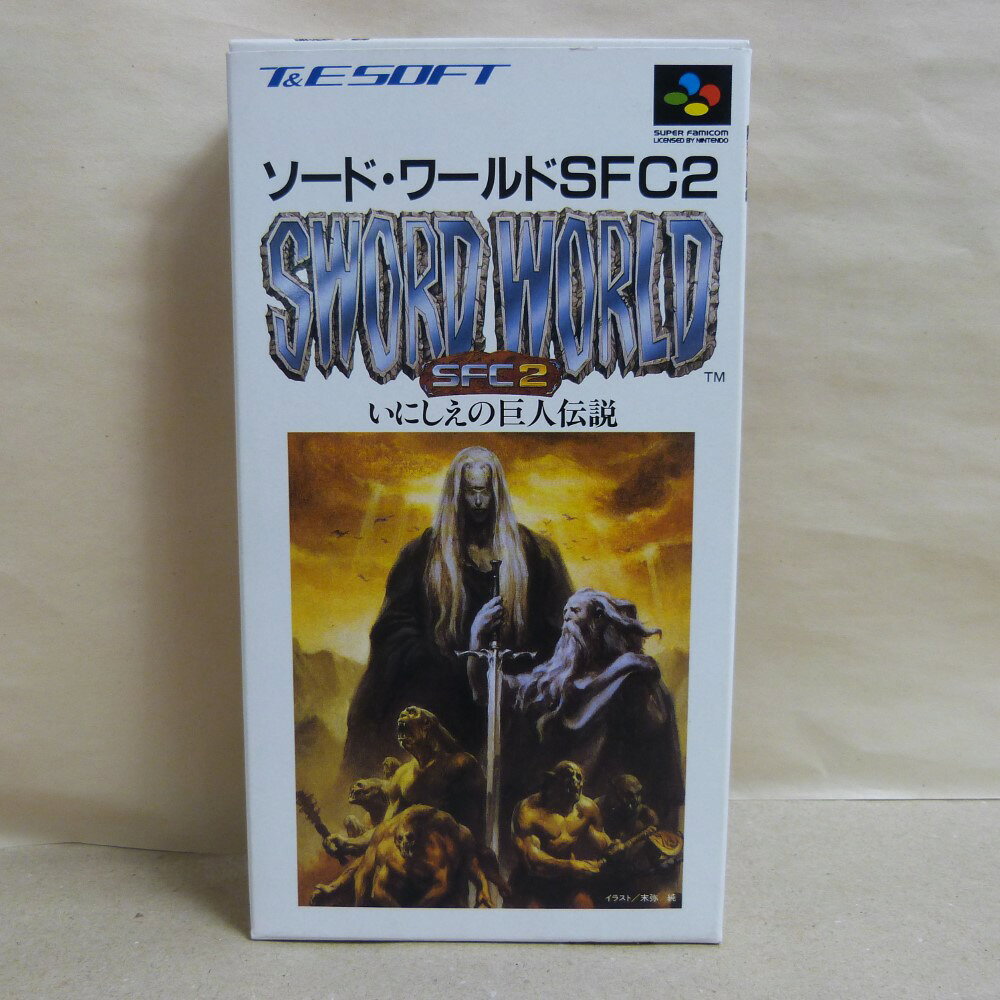 T&E SOFT
SUPER FAMICOM
LICENSED BY NINTENDO
ソード・ワールドSFC2
SWORD WORLD
TM
SFC2
いにしえの巨人伝説
イラスト/末弥 純